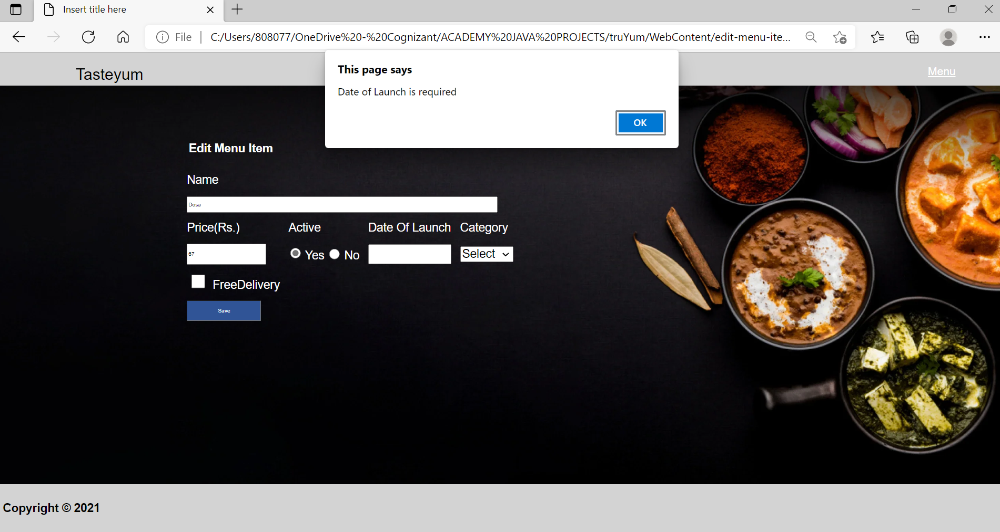 Insert title here
File
C:/Users/808077/OneDrive%20-%20Cognizant/ACADEMY%20JAVA%20PROJECTS/truYum/WebContent/edit-menu-ite...
Tasteyum
Menu
This page says
Date of Launch is required
OK
Edit Menu Item
Name
Dosa
Price(Rs.) Active Date Of Launch Category
67 Yes No Select
FreeDelivery
Save
Copyright © 2021